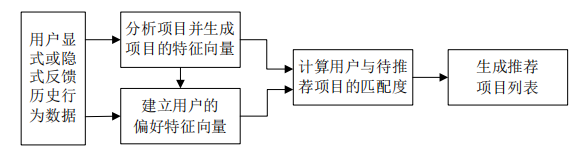 用户显
式或隐
式反馈
历史行
为数据
分析项目并生成
项目的特征向量
建立用户的
偏好特征向量
计算用户与待推
荐项目的匹配度
生成推荐
项目列表